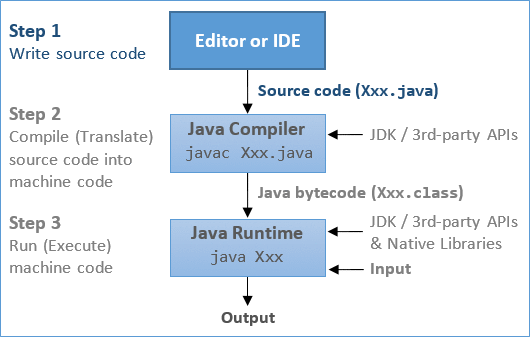 Step 1
Write source code
Editor or IDE
Source code (Xxx.java)
Step 2
Compile (Translate)
source code into
machine code
Java Compiler
javac Xxx.java
JDK / 3rd-party APIs
Java bytecode (Xxx.class)
Step 3
Run (Execute)
machine code
Java Runtime
java Xxx
JDK / 3rd-party APIs
& Native Libraries
Input
Output